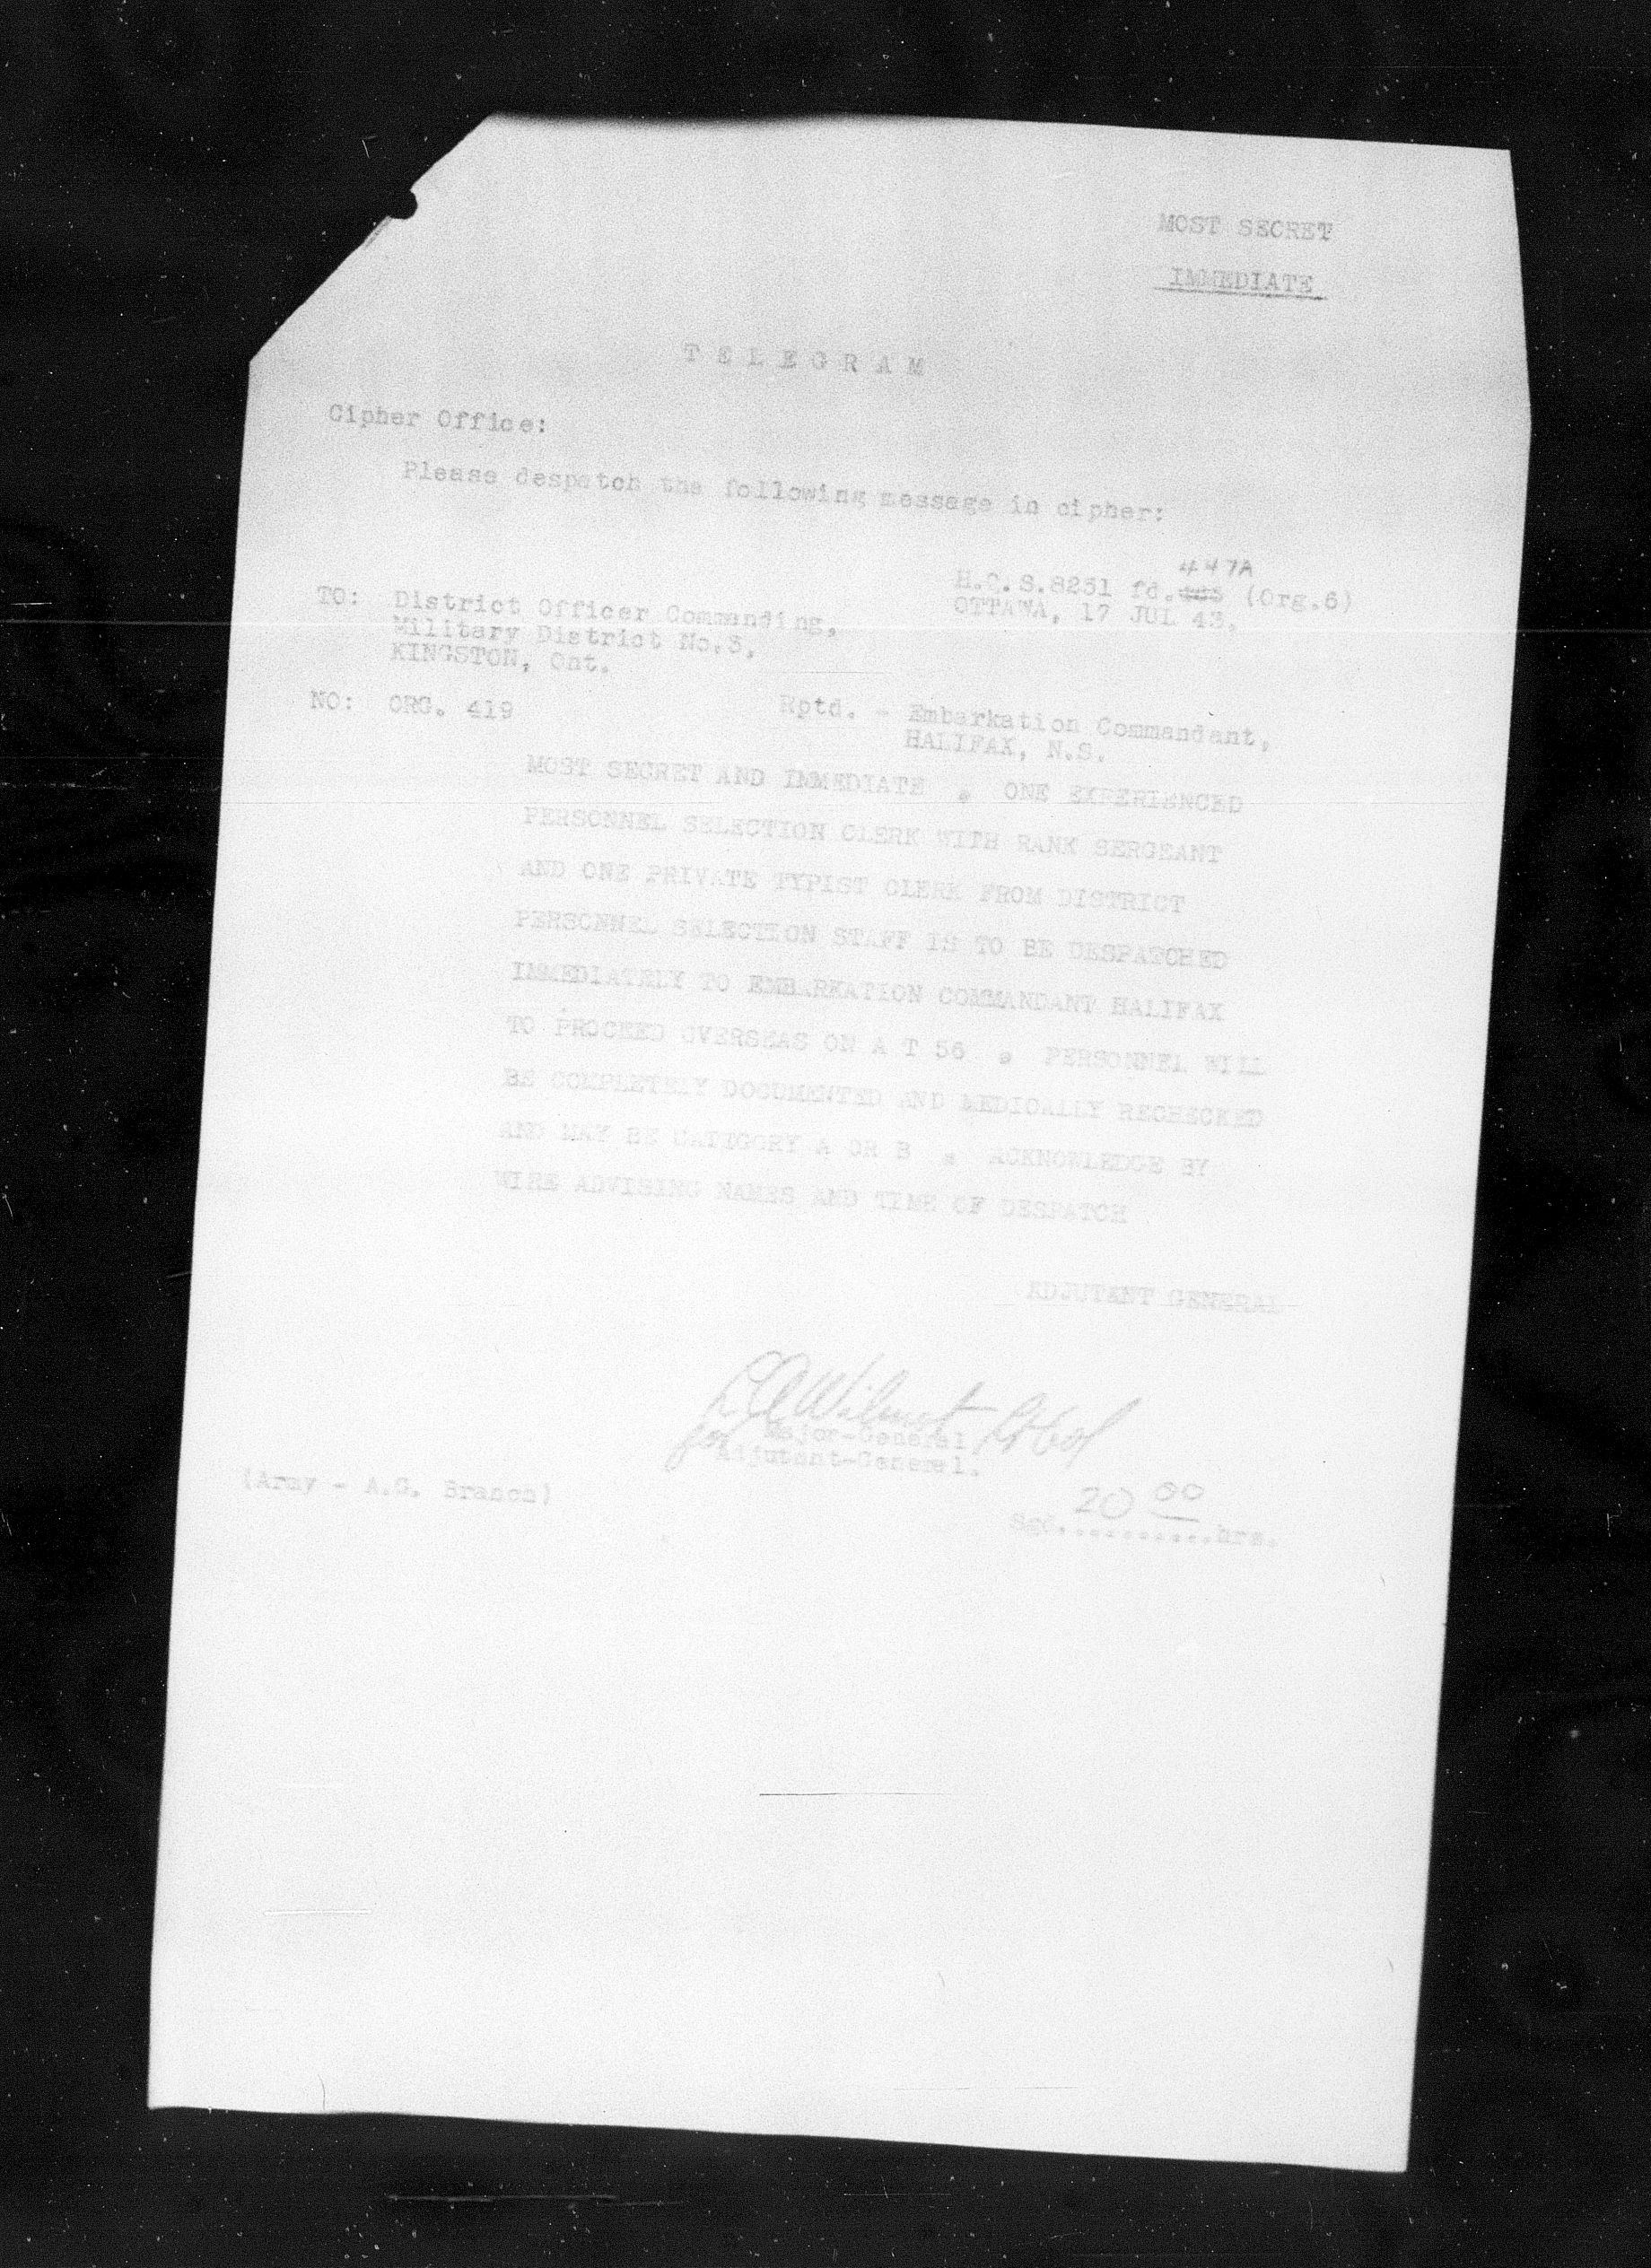 MOST SECRET
IMMEDIATE
T E L E G R A M
Cipher Office:
Please despatch the following message in cipher:
447A
H.Q.S.8251 fd. (Org.6)
OTTAWA, 17 JUL 43.
TO: District Officer Commanding,
Military District No.3,
KINGSTON, Ont.
NO: ORG. 419
Rptd. - Embarkation Commandant,
HALIFAX, N.S.
MOST SECRET AND IMMEDIATE . ONE EXPERIENCED
PERSONNEL SELECTION CLERK WITH RANK SERGEANT
AND ONE PRIVATE TYPIST CLERK FROM DISTRICT
PERSONNEL SELECTION STAFF IS TO BE DESPATCHED
IMMEDIATELY TO EMBARKATION COMMANDANT HALIFAX
TO PROCEED OVERSEAS ON A T 56 . PERSONNEL WILL
BE COMPLETELY DOCUMENTED AND MEDICALLY RECHECKED
AND MAY BE CATEGORY A OR B . ACKNOWLEDGE BY
WIRE ADVISING NAMES AND TIME OF DESPATCH
ADJUTANT GENERAL
Wilmot
for Major-General
Adjutant-General.
(Army - A.G. Branch)
20 00
Sgd..........hrs.